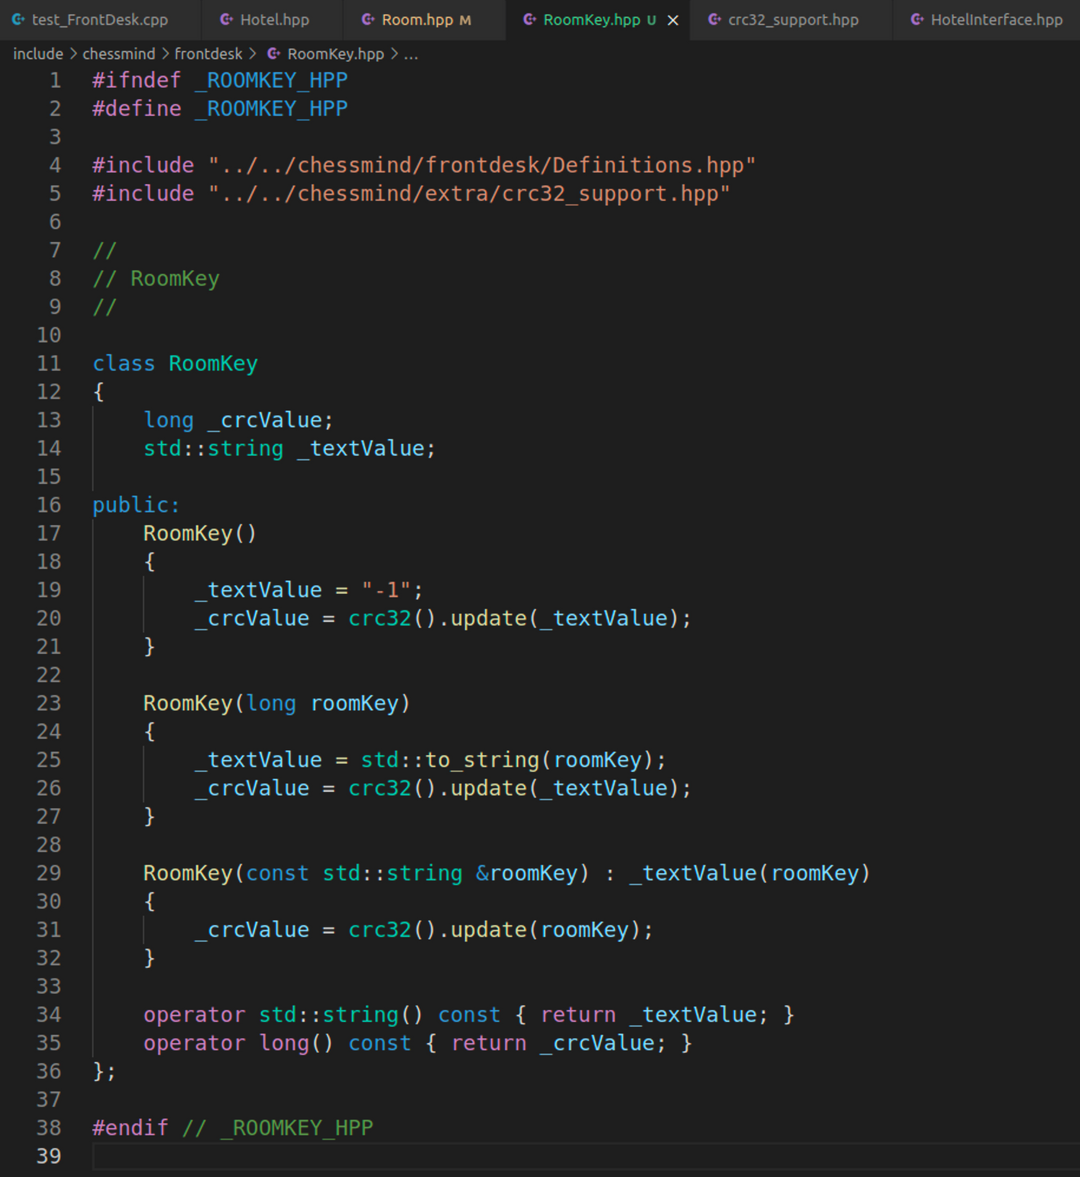 test_FrontDesk.cpp Hotel.hpp Room.hpp M RoomKey.hpp U × crc32_support.hpp HotelInterface.hpp
include > chessmind > frontdesk > RoomKey.hpp > ...
1 #ifndef _ROOMKEY_HPP
2 #define _ROOMKEY_HPP
3
4 #include "../../chessmind/frontdesk/Definitions.hpp"
5 #include "../../chessmind/extra/crc32_support.hpp"
6
7 //
8 // RoomKey
9 //
10
11 class RoomKey
12 {
13     long _crcValue;
14     std::string _textValue;
15
16 public:
17     RoomKey()
18     {
19         _textValue = "-1";
20         _crcValue = crc32().update(_textValue);
21     }
22
23     RoomKey(long roomKey)
24     {
25         _textValue = std::to_string(roomKey);
26         _crcValue = crc32().update(_textValue);
27     }
28
29     RoomKey(const std::string &roomKey) : _textValue(roomKey)
30     {
31         _crcValue = crc32().update(roomKey);
32     }
33
34     operator std::string() const { return _textValue; }
35     operator long() const { return _crcValue; }
36 };
37
38 #endif // _ROOMKEY_HPP
39